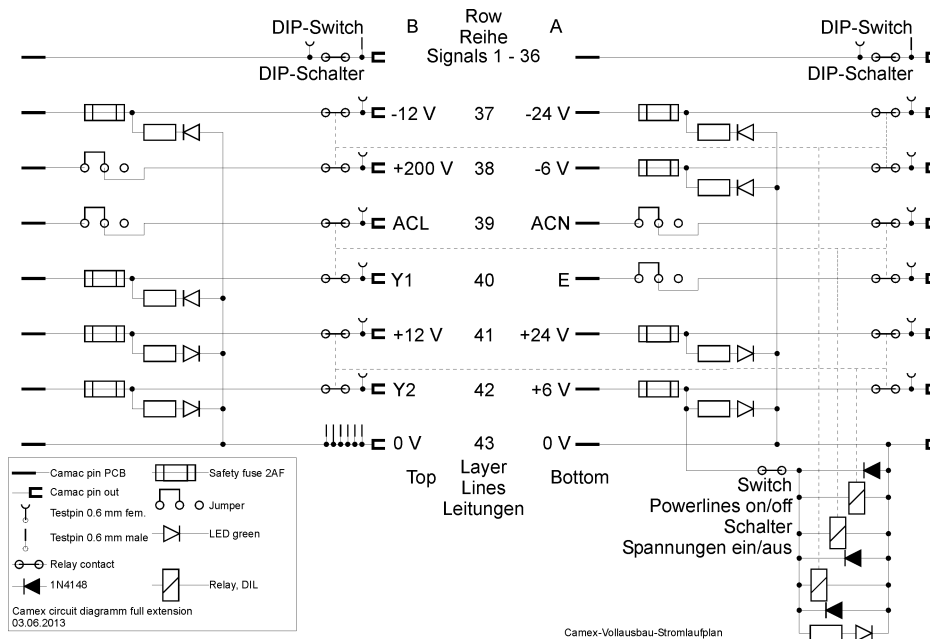 DIP-Switch
DIP-Schalter
B
Row
Reihe
Signals 1 - 36
A
DIP-Switch
DIP-Schalter
-12 V 37 -24 V
+200 V 38 -6 V
ACL 39 ACN
Y1 40 E
+12 V 41 +24 V
Y2 42 +6 V
0 V 43 0 V
Top
Layer
Lines
Leitungen
Bottom
Switch
Powerlines on/off
Schalter
Spannungen ein/aus
Camac pin PCB
Camac pin out
Testpin 0.6 mm fem.
Testpin 0.6 mm male
Relay contact
1N4148
Safety fuse 2AF
Jumper
LED green
Relay, DIL
Camex circuit diagramm full extension
03.06.2013
Camex-Vollausbau-Stromlaufplan